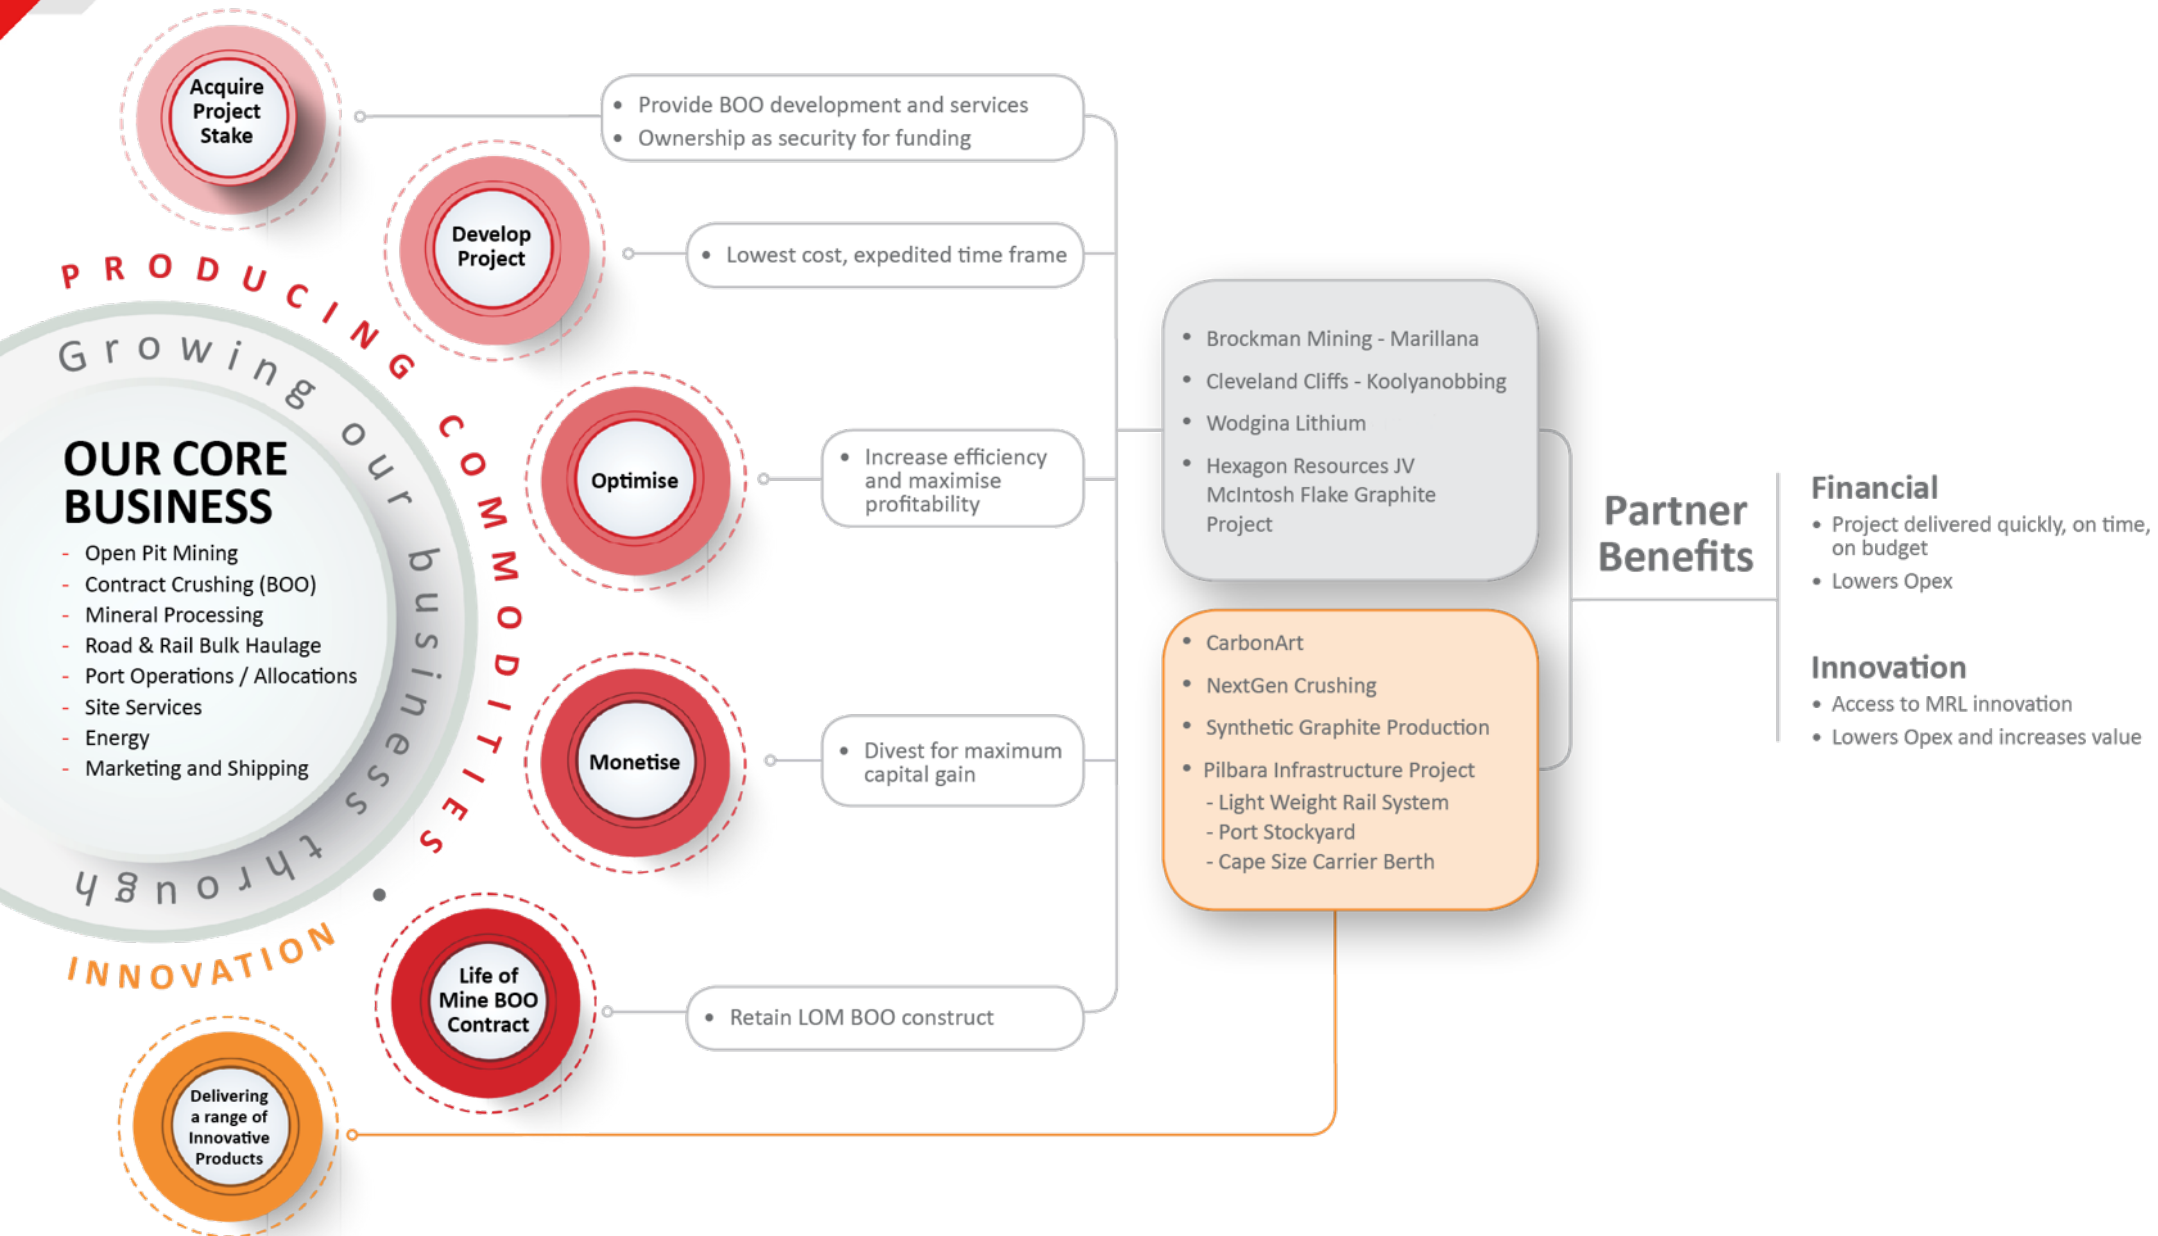 Acquire
Project
Stake
• Provide BOO development and services
• Ownership as security for funding
Develop
Project
• Lowest cost, expedited time frame
PRODUCING COMMODITIES •
INNOVATION
Growing our business through
OUR CORE
BUSINESS
- Open Pit Mining
- Contract Crushing (BOO)
- Mineral Processing
- Road & Rail Bulk Haulage
- Port Operations / Allocations
- Site Services
- Energy
- Marketing and Shipping
Optimise
• Increase efficiency
and maximise
profitability
Monetise
• Divest for maximum
capital gain
Life of
Mine BOO
Contract
• Retain LOM BOO construct
Delivering
a range of
Innovative
Products
• Brockman Mining - Marillana
• Cleveland Cliffs - Koolyanobbing
• Wodgina Lithium
• Hexagon Resources JV
McIntosh Flake Graphite
Project
• CarbonArt
• NextGen Crushing
• Synthetic Graphite Production
• Pilbara Infrastructure Project
- Light Weight Rail System
- Port Stockyard
- Cape Size Carrier Berth
Partner
Benefits
Financial
• Project delivered quickly, on time,
on budget
• Lowers Opex
Innovation
• Access to MRL innovation
• Lowers Opex and increases value